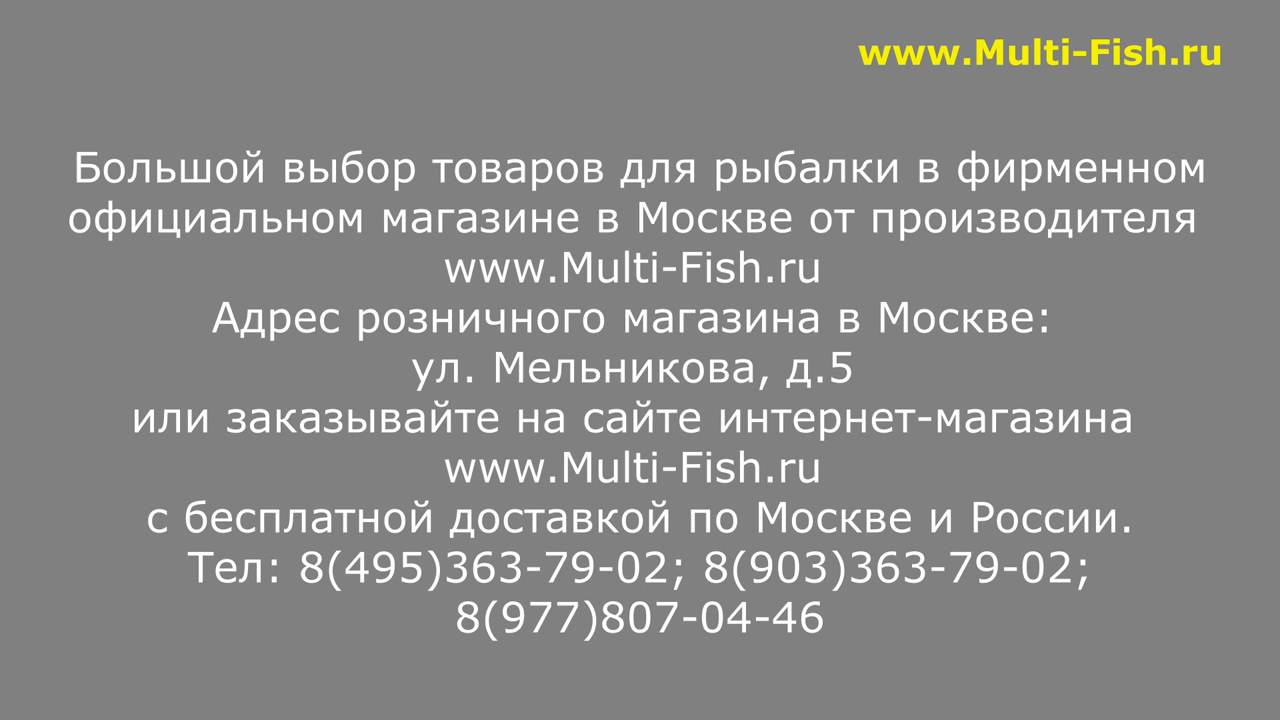 www.Multi-Fish.ru
Большой выбор товаров для рыбалки в фирменном
официальном магазине в Москве от производителя
www.Multi-Fish.ru
Адрес розничного магазина в Москве:
ул. Мельникова, д.5
или заказывайте на сайте интернет-магазина
www.Multi-Fish.ru
с бесплатной доставкой по Москве и России.
Тел: 8(495)363-79-02; 8(903)363-79-02;
8(977)807-04-46